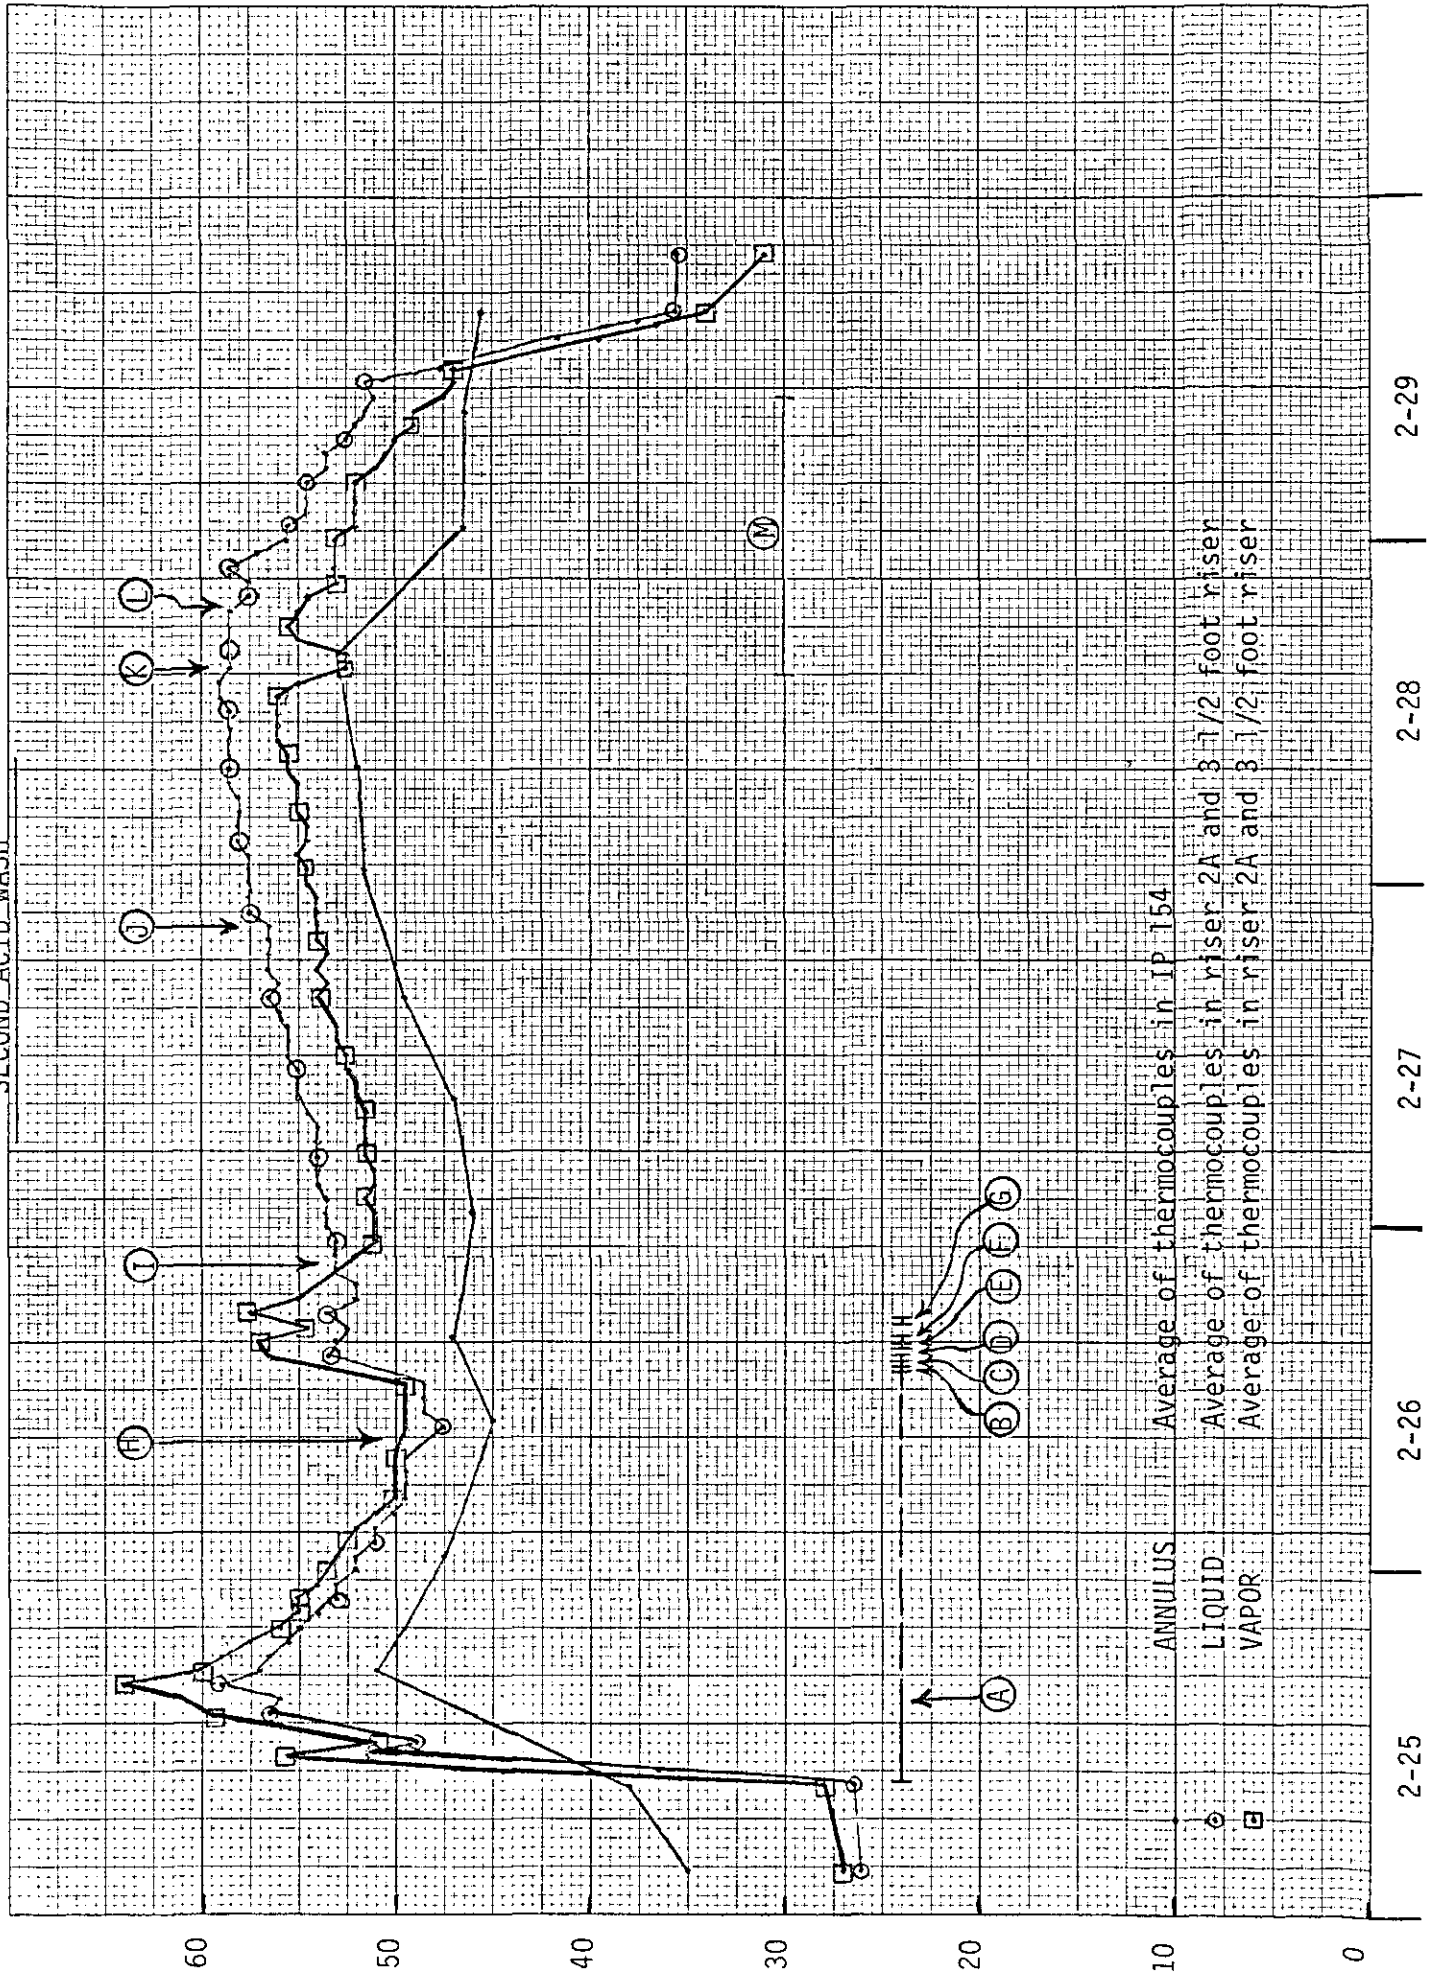 SECOND ACID WASH
60
50
40
30
20
10
0
A
B
C
D
E
F
G
H
I
J
K
L
M
ANNULUS Average of thermocouples in IP 154
LIQUID Average of thermocouples in riser 2A and 3 1/2 foot riser
VAPOR Average of thermocouples in riser 2A and 3 1/2 foot riser
2-25
2-26
2-27
2-28
2-29